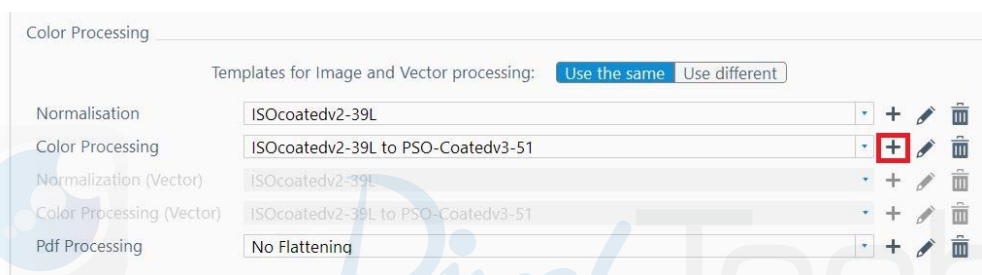 Color Processing
Templates for Image and Vector processing: Use the same Use different
Normalisation ISOcoatedv2-39L
Color Processing ISOcoatedv2-39L to PSO-Coatedv3-51
Normalization (Vector) ISOcoatedv2-39L
Color Processing (Vector) ISOcoatedv2-39L to PSO-Coatedv3-51
Pdf Processing No Flattening